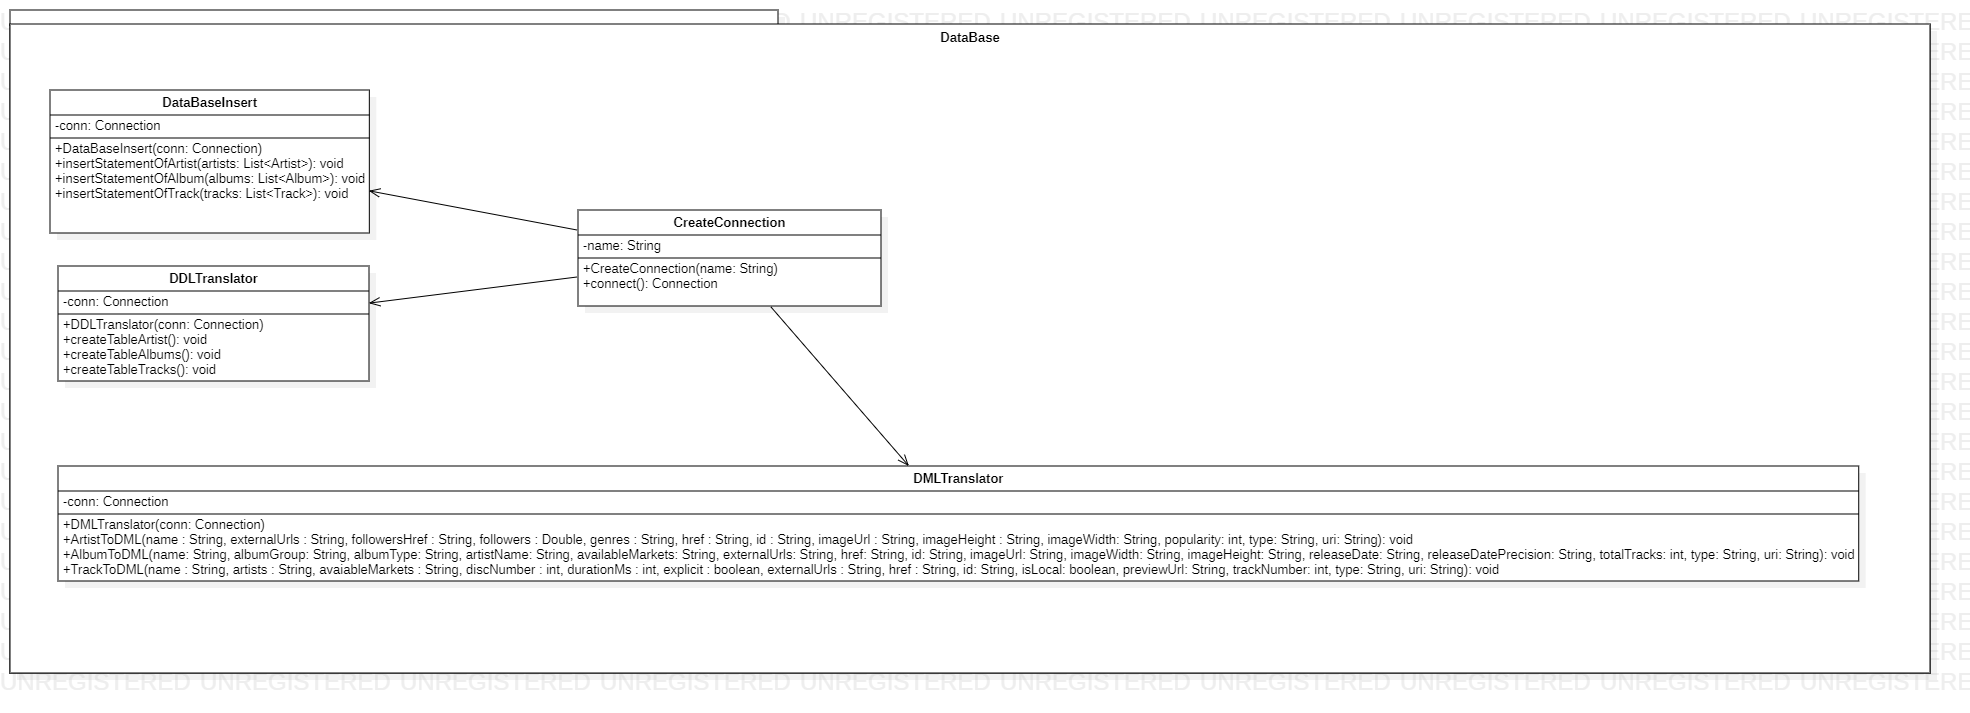 DataBase
DataBaseInsert
-conn: Connection
+DataBaseInsert(conn: Connection)
+insertStatementOfArtist(artists: List<Artist>): void
+insertStatementOfAlbum(albums: List<Album>): void
+insertStatementOfTrack(tracks: List<Track>): void
CreateConnection
-name: String
+CreateConnection(name: String)
+connect(): Connection
DDLTranslator
-conn: Connection
+DDLTranslator(conn: Connection)
+createTableArtist(): void
+createTableAlbums(): void
+createTableTracks(): void
DMLTranslator
-conn: Connection
+DMLTranslator(conn: Connection)
+ArtistToDML(name : String, externalUrls : String, followersHref : String, followers : Double, genres : String, href : String, id : String, imageUrl : String, imageHeight : String, imageWidth: String, popularity: int, type: String, uri: String): void
+AlbumToDML(name: String, albumGroup: String, albumType: String, artistName: String, availableMarkets: String, externalUrls: String, href: String, id: String, imageUrl: String, imageWidth: String, imageHeight: String, releaseDate: String, releaseDatePrecision: String, totalTracks: int, type: String, uri: String): void
+TrackToDML(name : String, artists : String, avaiableMarkets : String, discNumber : int, durationMs : int, explicit : boolean, externalUrls : String, href : String, id: String, isLocal: boolean, previewUrl: String, trackNumber: int, type: String, uri: String): void
UNREGISTERED UNREGISTERED UNREGISTERED UNREGISTERED UNREGISTERED UNREGISTERED UNREGISTERED UNREGISTERED UNREGISTERED UNREGISTERE